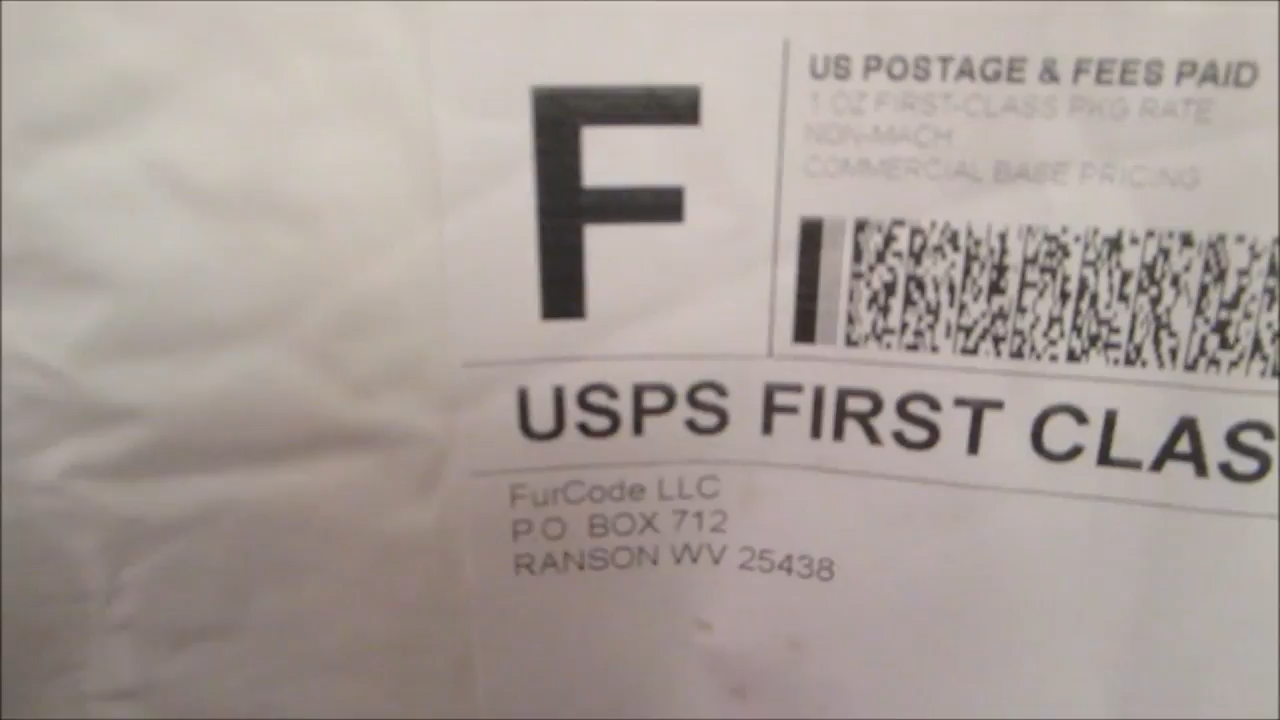 F
US POSTAGE & FEES PAID
1 OZ FIRST-CLASS PKG RATE
NON-MACH
COMMERCIAL BASE PRICING
USPS FIRST CLAS
FurCode LLC
P O BOX 712
RANSON WV 25438